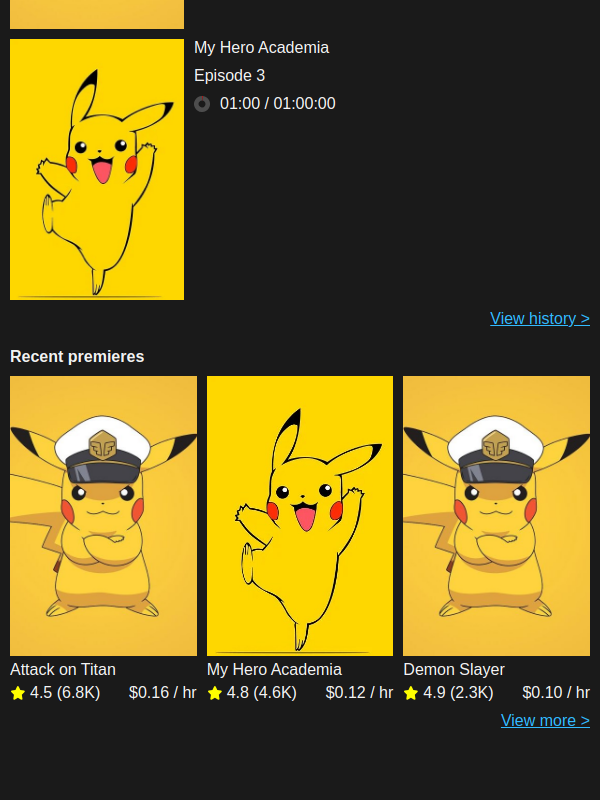 My Hero Academia
Episode 3
01:00 / 01:00:00
View history >
Recent premieres
Attack on Titan
4.5 (6.8K) $0.16 / hr
My Hero Academia
4.8 (4.6K) $0.12 / hr
Demon Slayer
4.9 (2.3K) $0.10 / hr
View more >